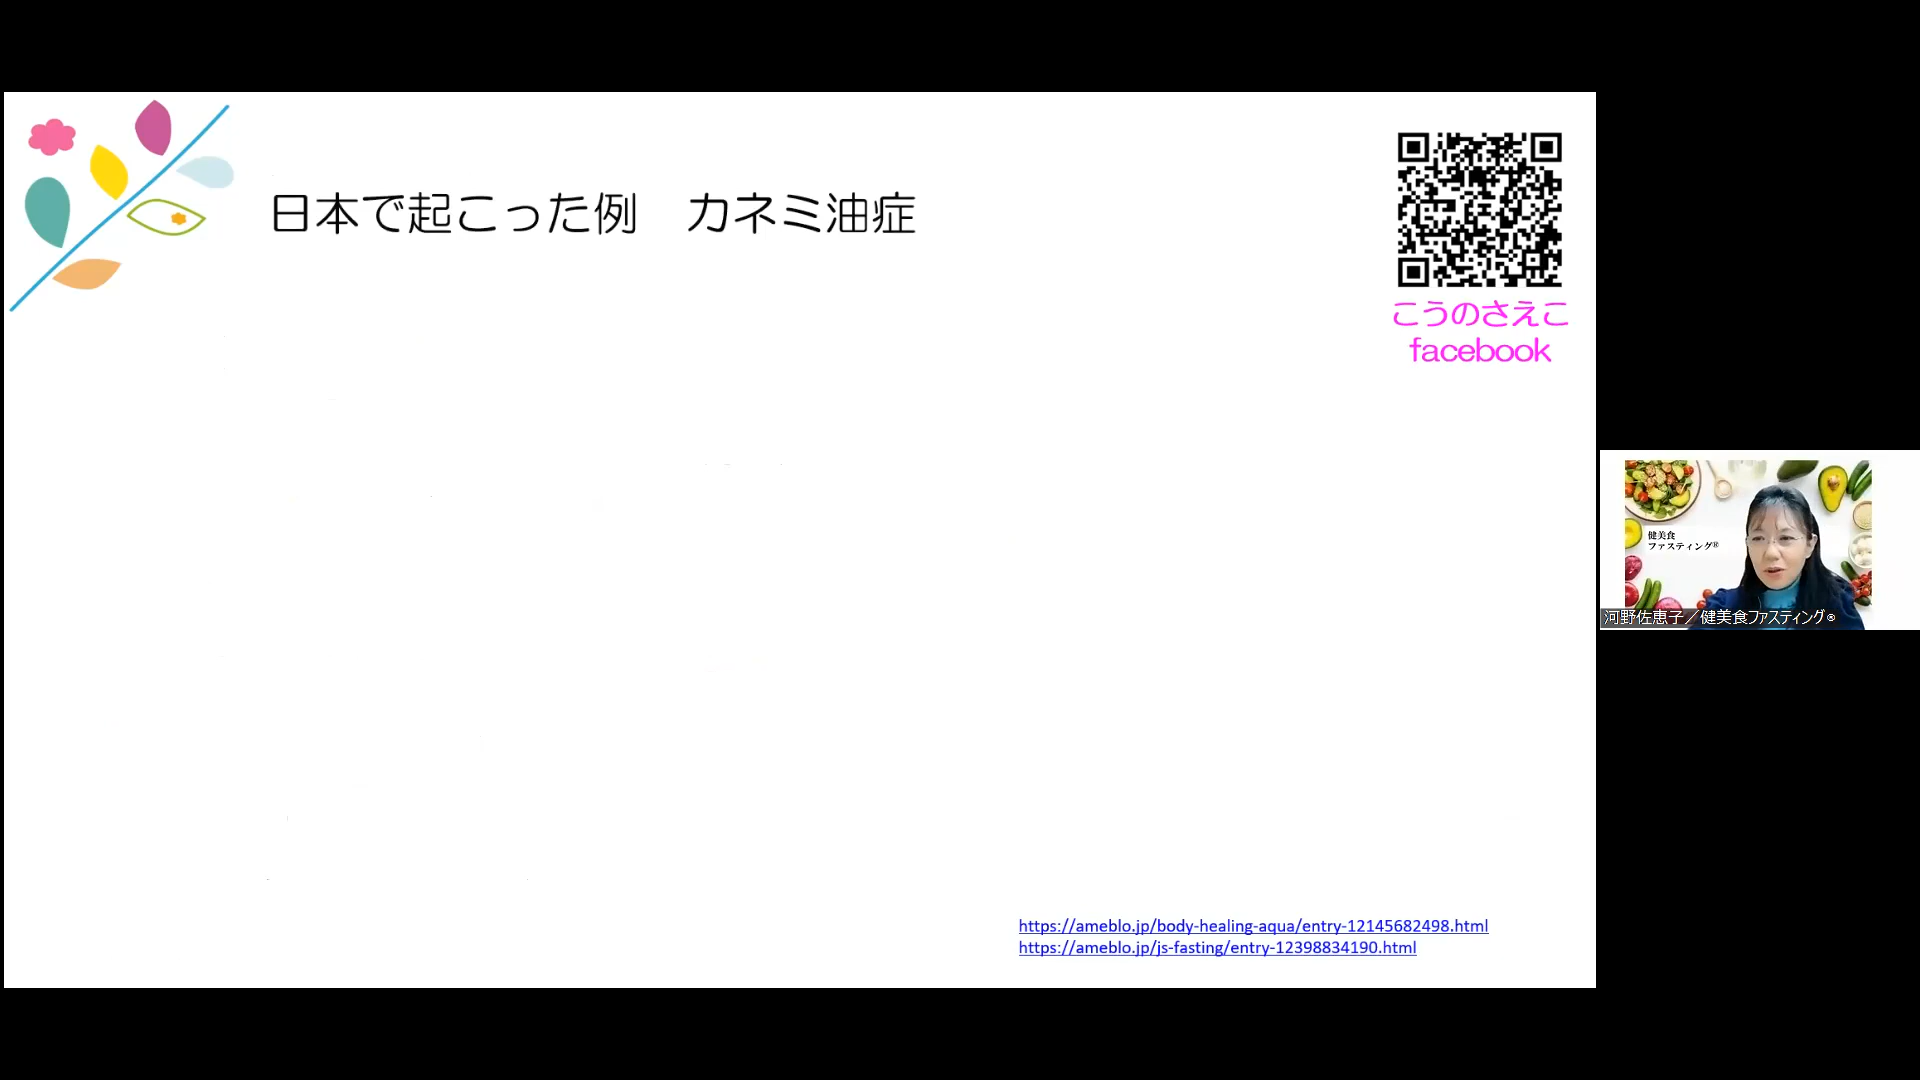 日本で起こった例　カネミ油症
こうのさえこ
facebook
健美食
ファスティング®
河野佐恵子／健美食ファスティング®
https://ameblo.jp/body-healing-aqua/entry-12145682498.html
https://ameblo.jp/js-fasting/entry-12398834190.html